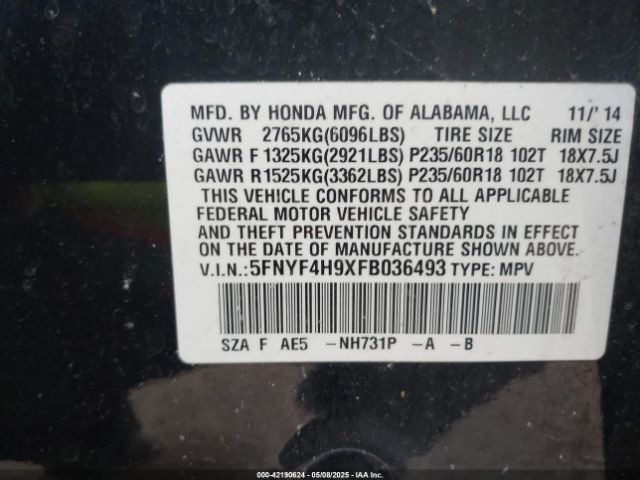 MFD. BY HONDA MFG. OF ALABAMA, LLC 11/'14
GVWR 2765KG(6096LBS) TIRE SIZE RIM SIZE
GAWR F 1325KG(2921LBS) P235/60R18 102T 18X7.5J
GAWR R 1525KG(3362LBS) P235/60R18 102T 18X7.5J
THIS VEHICLE CONFORMS TO ALL APPLICABLE
FEDERAL MOTOR VEHICLE SAFETY
AND THEFT PREVENTION STANDARDS IN EFFECT
ON THE DATE OF MANUFACTURE SHOWN ABOVE.
V.I.N.:5FNYF4H9XFB036493 TYPE: MPV
SZA F AE5 -NH731P -A -B
000-42190624 - 05/08/2025 - IAAI, Inc.